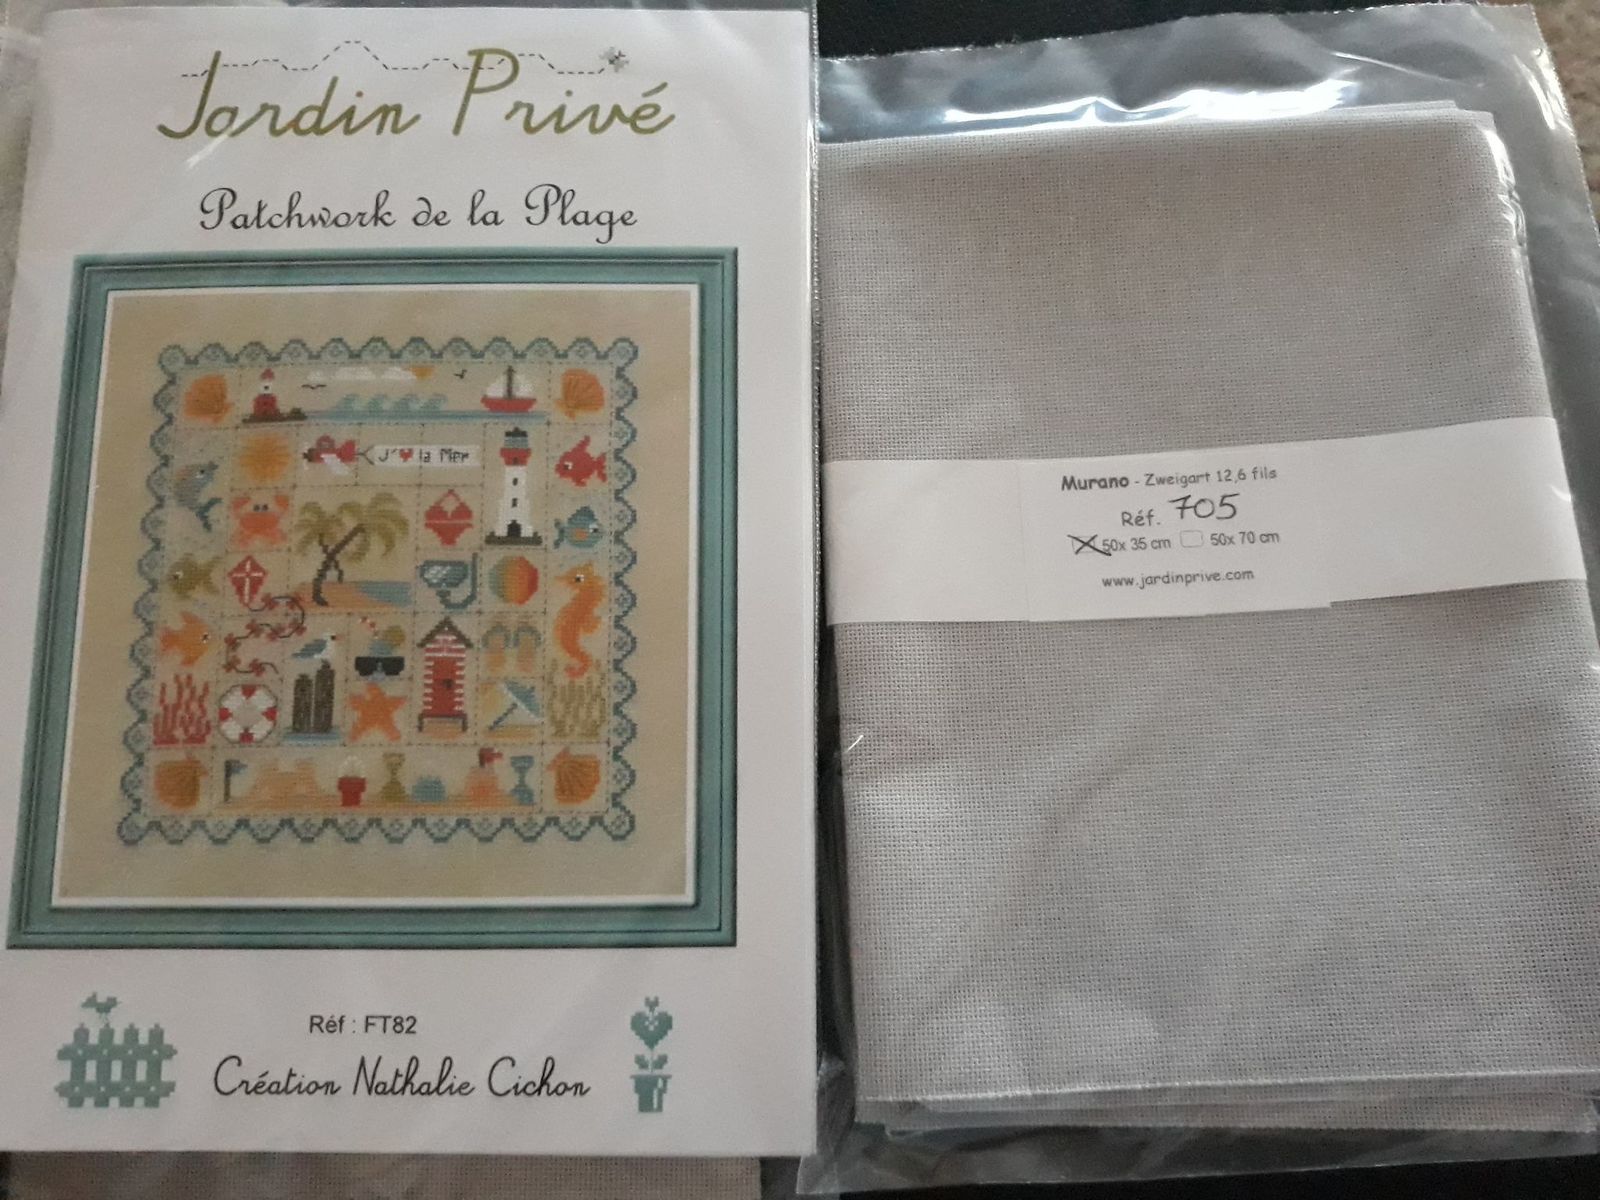 Jardin Privé
Patchwork de la Plage
J'♥ la Mer
Réf : FT82
Création Nathalie Cichon
Murano - Zweigart 12,6 fils
Réf. 705
50x 35 cm 50x 70 cm
www.jardinprive.com